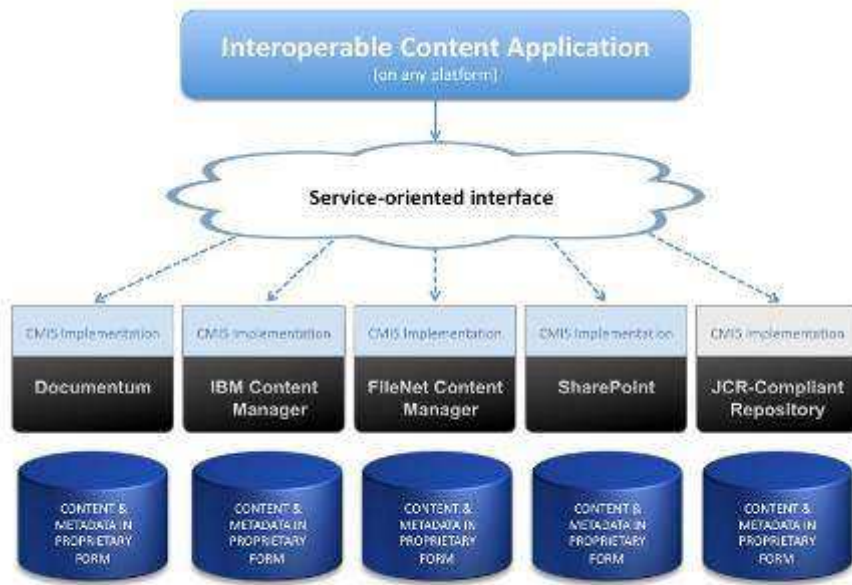 Interoperable Content Application
(on any platform)
Service-oriented interface
CMIS Implementation
CMIS Implementation
CMIS Implementation
CMIS Implementation
CMIS Implementation
Documentum
IBM Content
Manager
FileNet Content
Manager
SharePoint
JCR-Compliant
Repository
CONTENT &
METADATA IN
PROPRIETARY
FORM
CONTENT &
METADATA IN
PROPRIETARY
FORM
CONTENT &
METADATA IN
PROPRIETARY
FORM
CONTENT &
METADATA IN
PROPRIETARY
FORM
CONTENT &
METADATA IN
PROPRIETARY
FORM